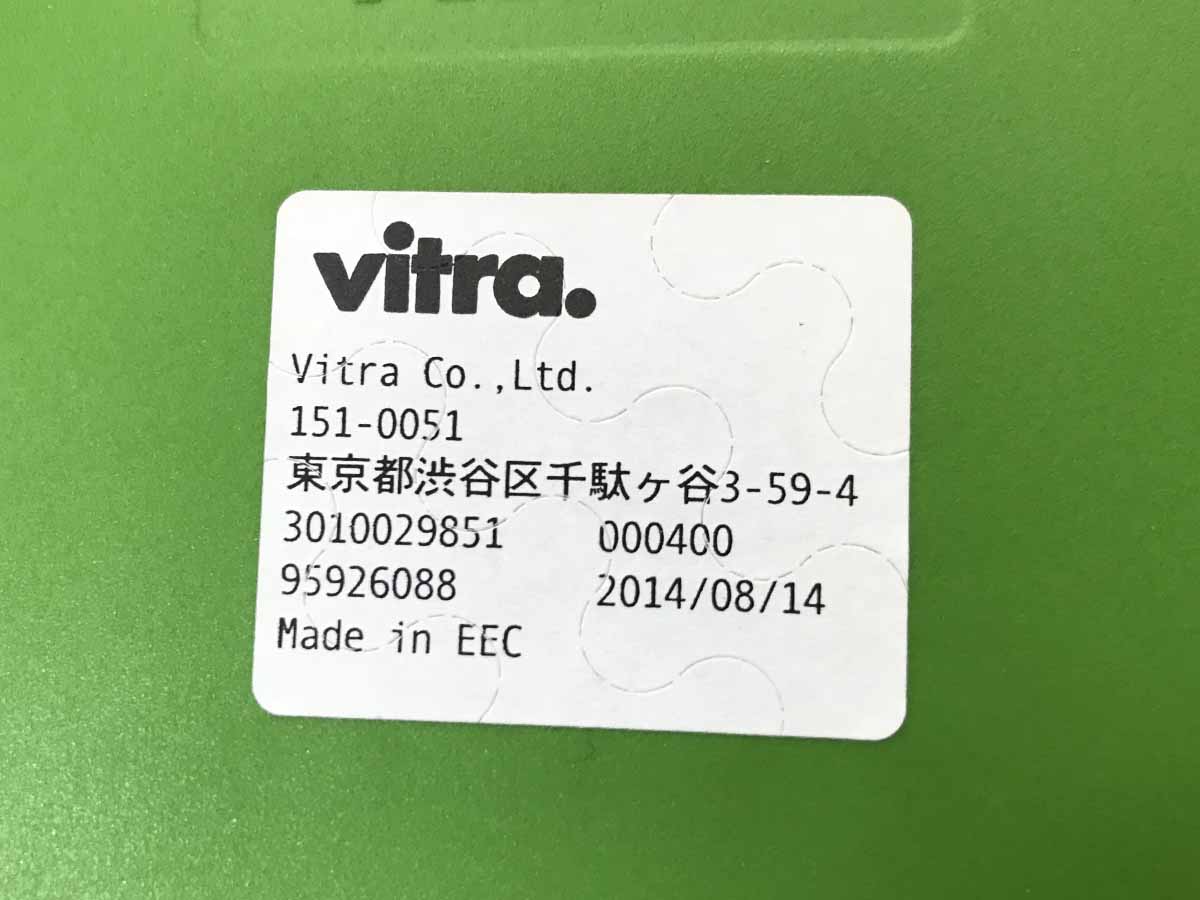 vitra.
Vitra Co.,Ltd.
151-0051
東京都渋谷区千駄ヶ谷3-59-4
3010029851 000400
95926088 2014/08/14
Made in EEC